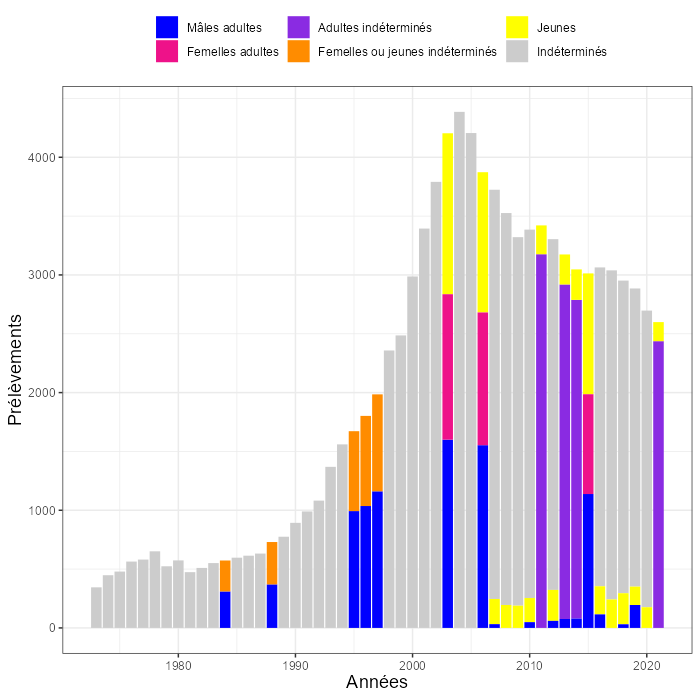 Mâles adultes Adultes indéterminés Jeunes
Femelles adultes Femelles ou jeunes indéterminés Indéterminés
4000
3000
2000
1000
0
Prélèvements
1980 1990 2000 2010 2020
Années